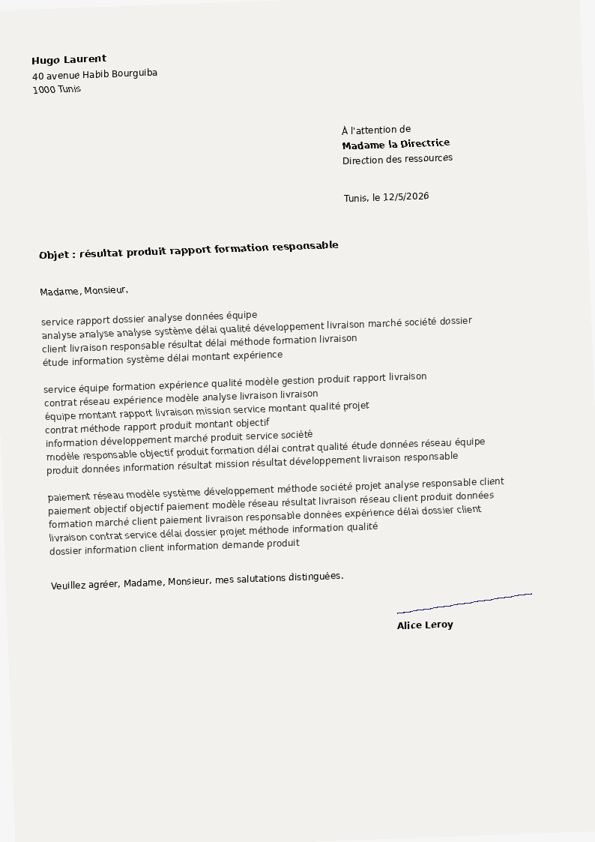 Hugo Laurent
40 avenue Habib Bourguiba
1000 Tunis
À l'attention de
Madame la Directrice
Direction des ressources
Tunis, le 12/5/2026
Objet : résultat produit rapport formation responsable
Madame, Monsieur,
service rapport dossier analyse données équipe
analyse analyse analyse système délai qualité développement livraison marché société dossier
client livraison responsable résultat délai méthode formation livraison
étude information système délai montant expérience
service équipe formation expérience qualité modèle gestion produit rapport livraison
contrat réseau expérience modèle analyse livraison livraison
équipe montant rapport livraison mission service montant qualité projet
contrat méthode rapport produit montant objectif
information développement marché produit service société
modèle responsable objectif produit formation délai contrat qualité étude données réseau équipe
produit données information résultat mission résultat développement livraison responsable
paiement réseau modèle système développement méthode société projet analyse responsable client
paiement objectif objectif paiement modèle réseau résultat livraison réseau client produit données
formation marché client paiement livraison responsable données expérience délai dossier client
livraison contrat service délai dossier projet méthode information qualité
dossier information client information demande produit
Veuillez agréer, Madame, Monsieur, mes salutations distinguées.
Alice Leroy